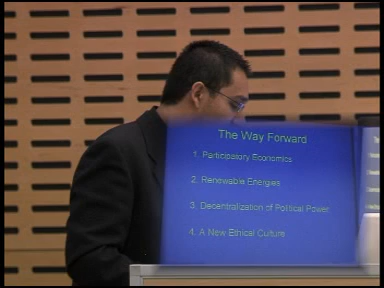 The Way Forward
1. Participatory Economics
2. Renewable Energies
3. Decentralization of Political Power
4. A New Ethical Culture